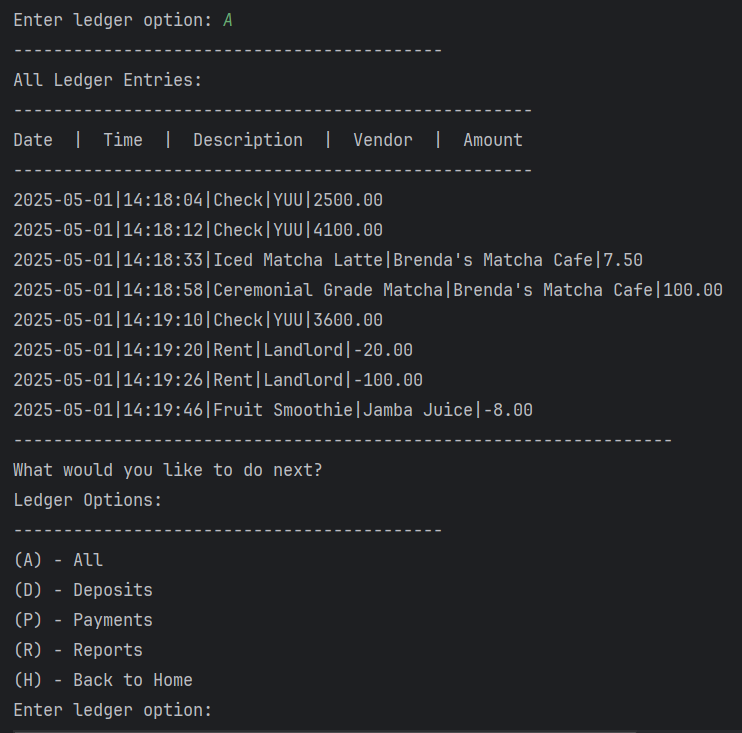 Enter ledger option: A
-------------------------------------------
All Ledger Entries:
----------------------------------------------------
Date  |  Time  |  Description  |  Vendor  |  Amount
----------------------------------------------------
2025-05-01|14:18:04|Check|YUU|2500.00
2025-05-01|14:18:12|Check|YUU|4100.00
2025-05-01|14:18:33|Iced Matcha Latte|Brenda's Matcha Cafe|7.50
2025-05-01|14:18:58|Ceremonial Grade Matcha|Brenda's Matcha Cafe|100.00
2025-05-01|14:19:10|Check|YUU|3600.00
2025-05-01|14:19:20|Rent|Landlord|-20.00
2025-05-01|14:19:26|Rent|Landlord|-100.00
2025-05-01|14:19:46|Fruit Smoothie|Jamba Juice|-8.00
------------------------------------------------------------------
What would you like to do next?
Ledger Options:
-------------------------------------------
(A) - All
(D) - Deposits
(P) - Payments
(R) - Reports
(H) - Back to Home
Enter ledger option: